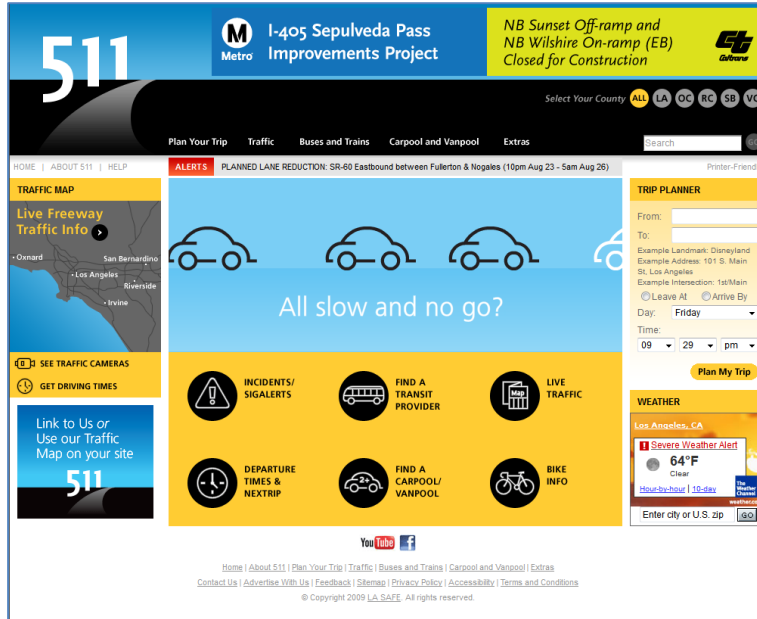 511
M
Metro
I-405 Sepulveda Pass
Improvements Project
NB Sunset Off-ramp and
NB Wilshire On-ramp (EB)
Closed for Construction
Caltrans
Select Your County ALL LA OC RC SB VC
Plan Your Trip Traffic Buses and Trains Carpool and Vanpool Extras
Search
HOME | ABOUT 511 | HELP
ALERTS PLANNED LANE REDUCTION: SR-60 Eastbound between Fullerton & Nogales (10pm Aug 23 - 5am Aug 26)
Printer-Friend
TRAFFIC MAP
Live Freeway
Traffic Info
Oxnard
San Bernardino
Los Angeles
Riverside
Irvine
SEE TRAFFIC CAMERAS
GET DRIVING TIMES
Link to Us or
Use our Traffic
Map on your site
511
All slow and no go?
INCIDENTS/
SIGALERTS
FIND A
TRANSIT
PROVIDER
Map
LIVE
TRAFFIC
DEPARTURE
TIMES &
NEXTRIP
2+
FIND A
CARPOOL/
VANPOOL
BIKE
INFO
TRIP PLANNER
From:
To:
Example Landmark: Disneyland
Example Address: 101 S. Main
St, Los Angeles
Example Intersection: 1st/Main
Leave At Arrive By
Day: Friday
Time:
09 29 pm
Plan My Trip
WEATHER
Los Angeles, CA
Severe Weather Alert
64°F
Clear
Hour-by-hour | 10-day
The
Weather
Channel
weather.co
Enter city or U.S. zip GO
YouTube f
Home | About 511 | Plan Your Trip | Traffic | Buses and Trains | Carpool and Vanpool | Extras
Contact Us | Advertise With Us | Feedback | Sitemap | Privacy Policy | Accessibility | Terms and Conditions
© Copyright 2009 LA SAFE. All rights reserved.